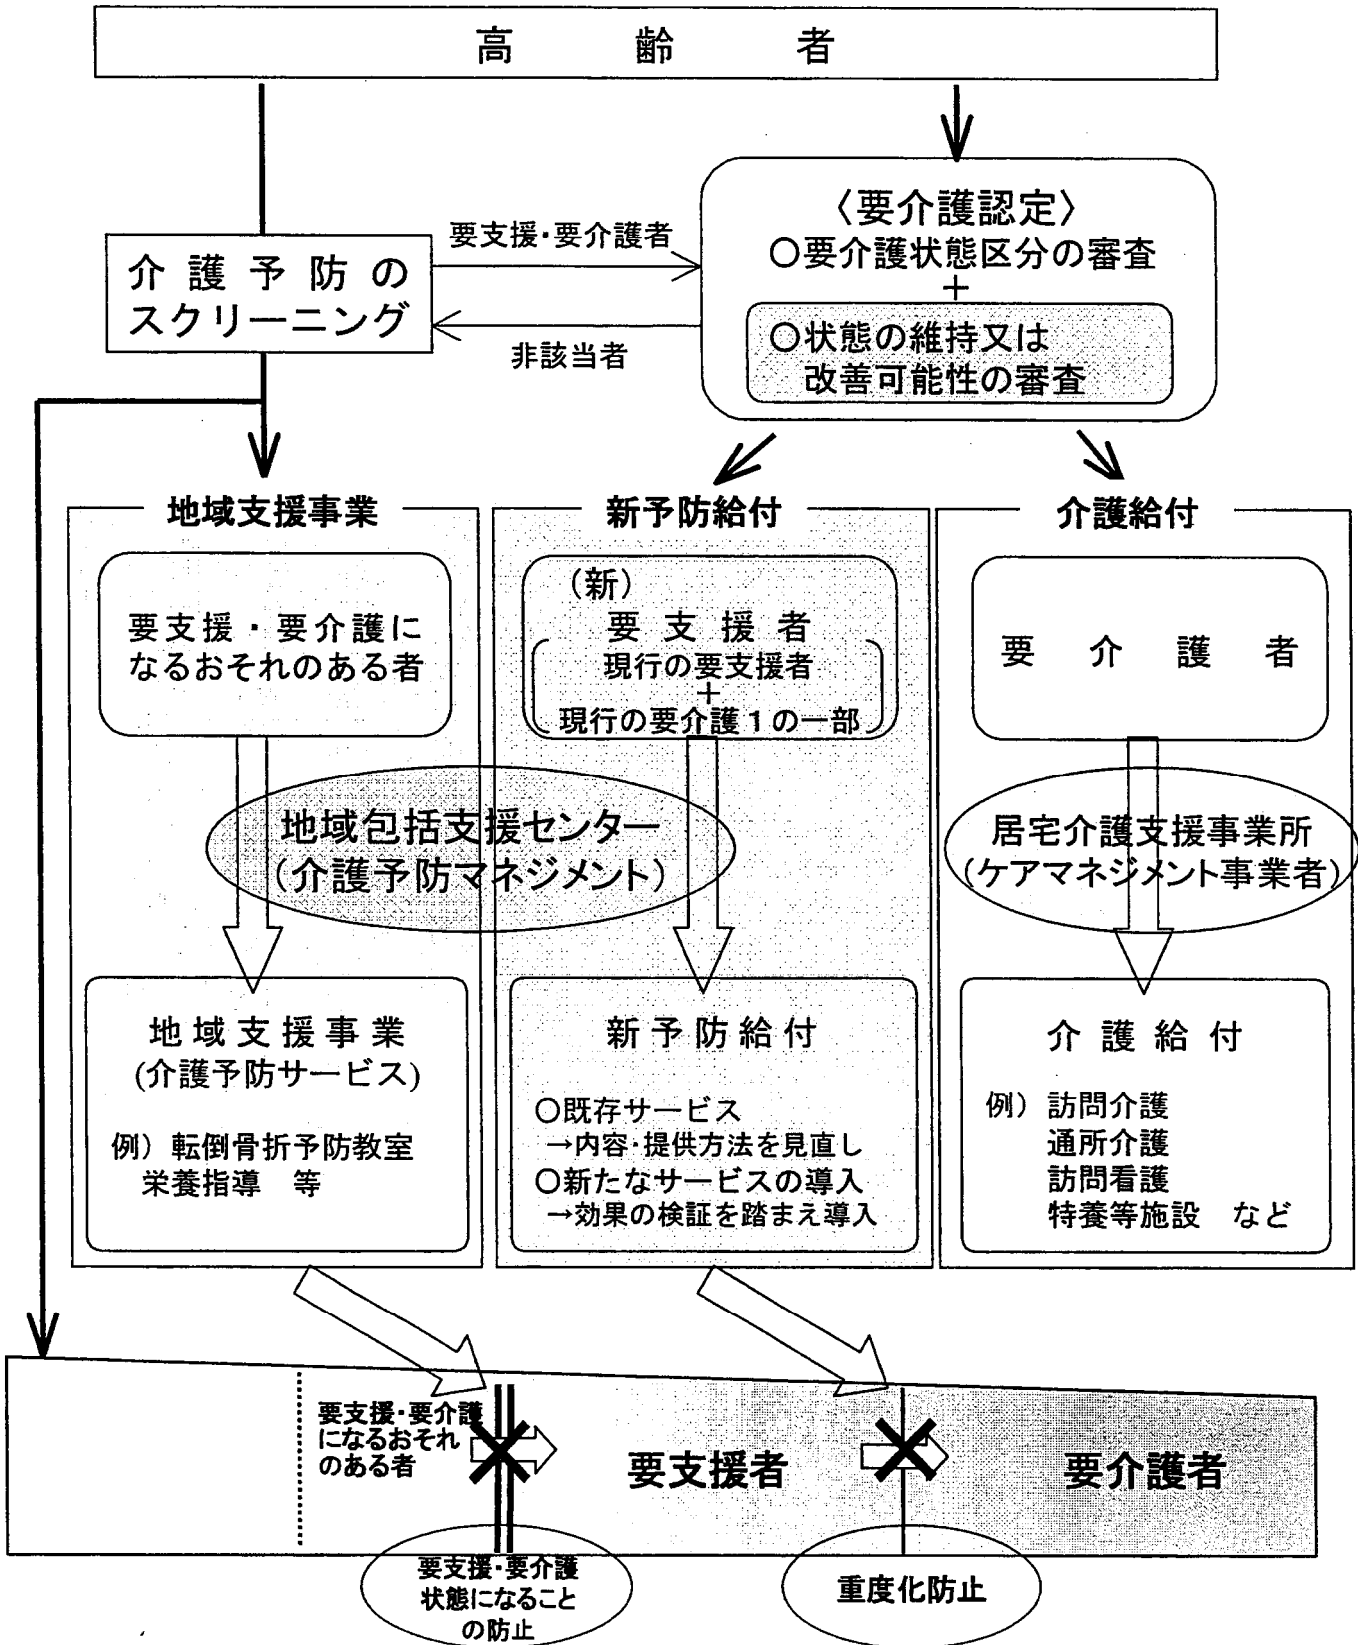 高齢者
〈要介護認定〉
○要介護状態区分の審査
+
○状態の維持又は
改善可能性の審査
要支援・要介護者
非該当者
介護予防の
スクリーニング
地域支援事業
要支援・要介護に
なるおそれのある者
新予防給付
(新)
要支援者
現行の要支援者
+
現行の要介護1の一部
介護給付
要介護者
地域包括支援センター
(介護予防マネジメント)
居宅介護支援事業所
(ケアマネジメント事業者)
地域支援事業
(介護予防サービス)
例) 転倒骨折予防教室
栄養指導 等
新予防給付
○既存サービス
→内容・提供方法を見直し
○新たなサービスの導入
→効果の検証を踏まえ導入
介護給付
例) 訪問介護
通所介護
訪問看護
特養等施設 など
要支援・要介護
になるおそれ
のある者
要支援者
要介護者
要支援・要介護
状態になること
の防止
重度化防止